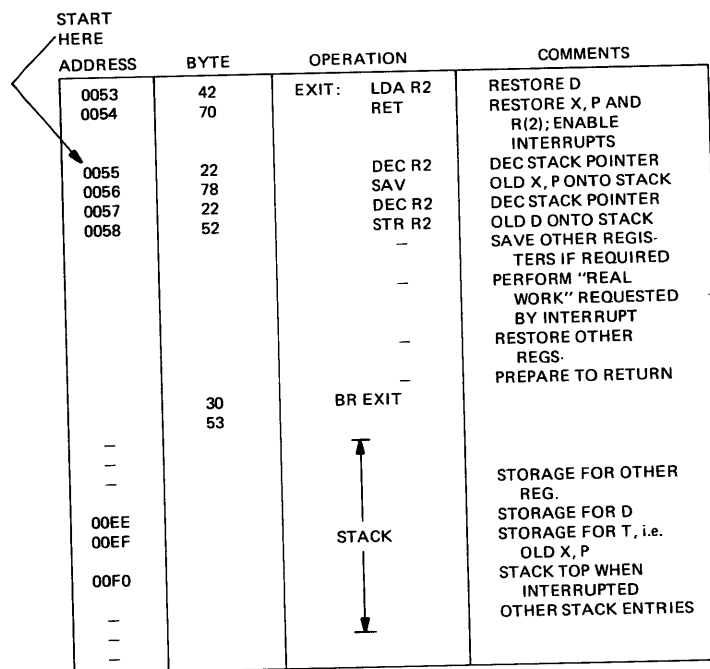 START
HERE
ADDRESS BYTE OPERATION COMMENTS
0053 42 EXIT: LDA R2 RESTORE D
0054 70 RET RESTORE X, P AND
R(2); ENABLE
INTERRUPTS
0055 22 DEC R2 DEC STACK POINTER
0056 78 SAV OLD X, P ONTO STACK
0057 22 DEC R2 DEC STACK POINTER
0058 52 STR R2 OLD D ONTO STACK
– SAVE OTHER REGIS-
TERS IF REQUIRED
– PERFORM "REAL
WORK" REQUESTED
BY INTERRUPT
– RESTORE OTHER
REGS.
– PREPARE TO RETURN
30 BR EXIT
53
–
–
– STORAGE FOR OTHER
REG.
00EE STORAGE FOR D
00EF STACK STORAGE FOR T, i.e.
OLD X, P
00F0 STACK TOP WHEN
INTERRUPTED
OTHER STACK ENTRIES
–
–
–